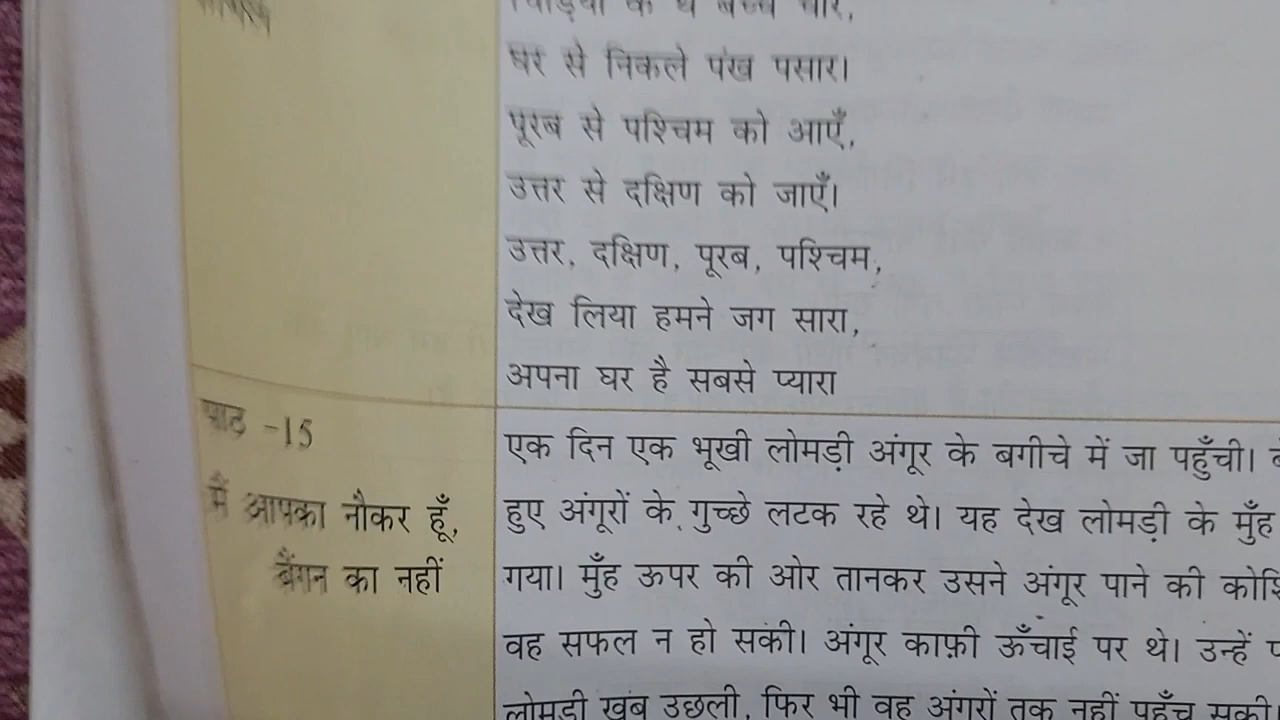 के थे बच्चे चार,
घर से निकले पंख पसार।
पूरब से पश्चिम को आएँ,
उत्तर से दक्षिण को जाएँ।
उत्तर, दक्षिण, पूरब, पश्चिम,
देख लिया हमने जग सारा,
अपना घर है सबसे प्यारा
पाठ -15
मैं आपका नौकर हूँ,
बैंगन का नहीं
एक दिन एक भूखी लोमड़ी अंगूर के बगीचे में जा पहुँची।
हुए अंगूरों के गुच्छे लटक रहे थे। यह देख लोमड़ी के मुँह
गया। मुँह ऊपर की ओर तानकर उसने अंगूर पाने की
वह सफल न हो सकी। अंगूर काफ़ी ऊँचाई पर थे। उन्हें
लोमड़ी खूब उछली, फिर भी वह अंगूरों तक नहीं पहुँच सकी